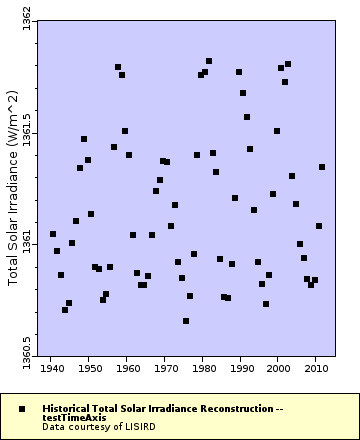 1362
1361.5
1361
1360.5
Total Solar Irradiance (W/m^2)
1940 1950 1960 1970 1980 1990 2000 2010
Historical Total Solar Irradiance Reconstruction --
testTimeAxis
Data courtesy of LISIRD